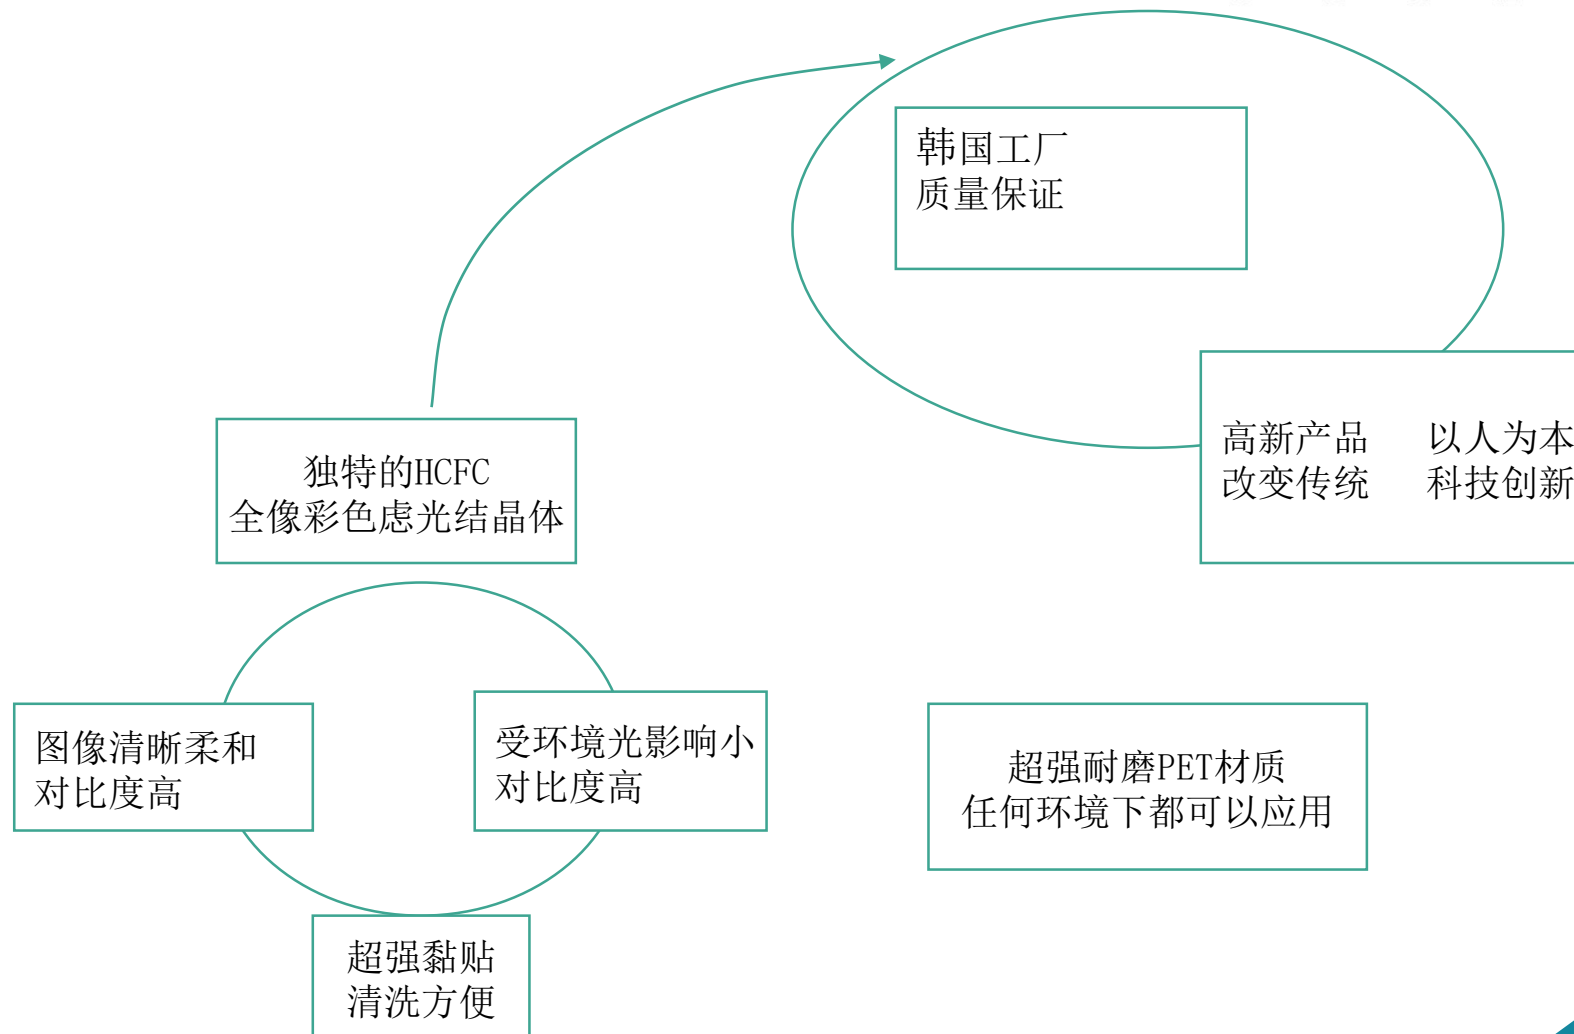 韩国工厂
质量保证
高新产品 以人为本
改变传统 科技创新
独特的HCFC
全像彩色虑光结晶体
图像清晰柔和
对比度高
受环境光影响小
对比度高
超强耐磨PET材质
任何环境下都可以应用
超强黏贴
清洗方便